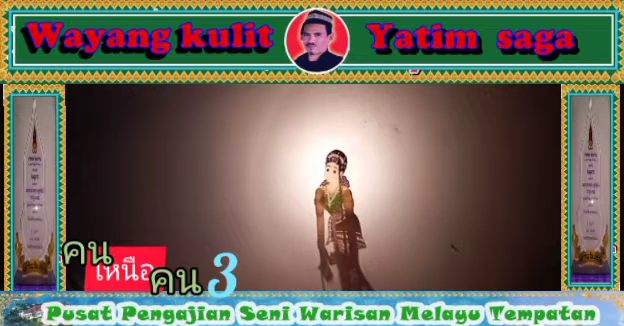 Wayang kulit Yatim saga
คน
เหนือ
คน 3
Pusat Pengajian Seni Warisan Melayu Tempatan